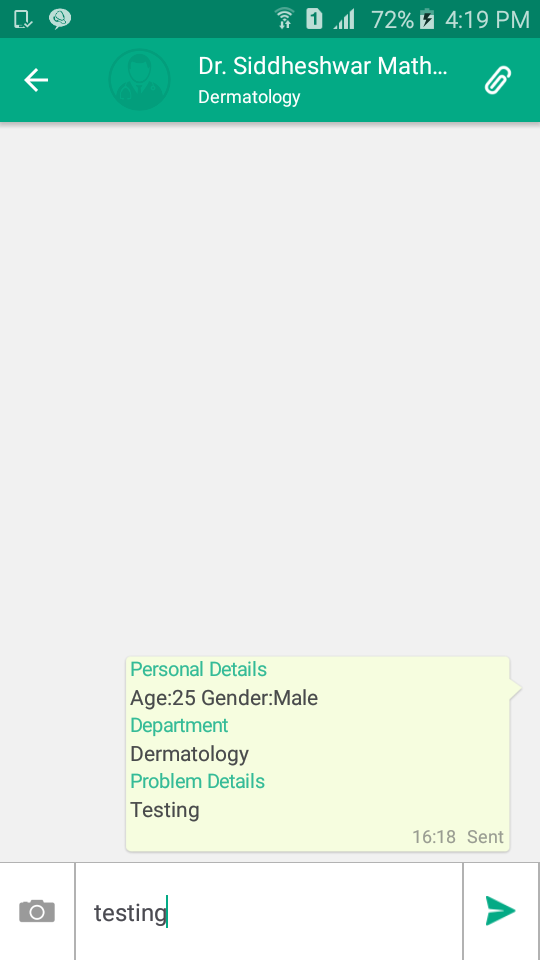 1 72% 4:19 PM
Dr. Siddheshwar Math...
Dermatology
Personal Details
Age:25 Gender:Male
Department
Dermatology
Problem Details
Testing
16:18 Sent
testing